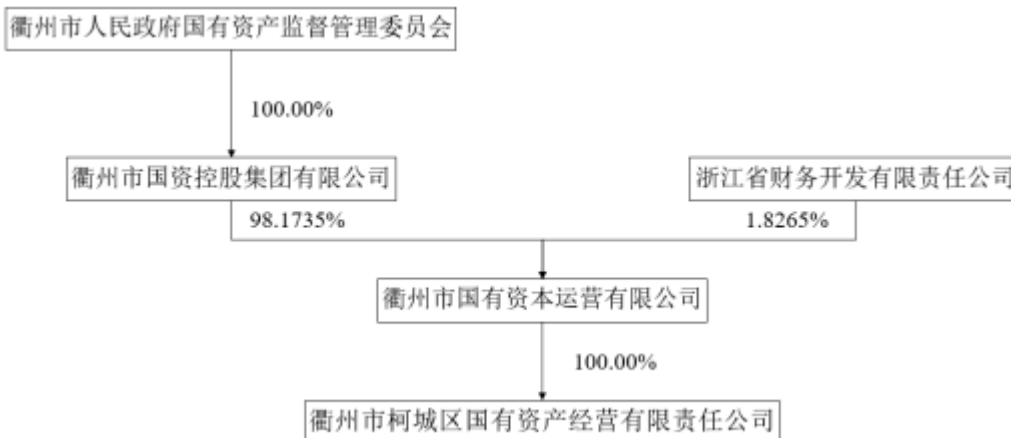 衢州市人民政府国有资产监督管理委员会
100.00%
衢州市国资控股集团有限公司
浙江省财务开发有限责任公司
98.1735%
1.8265%
衢州市国有资本运营有限公司
100.00%
衢州市柯城区国有资产经营有限责任公司